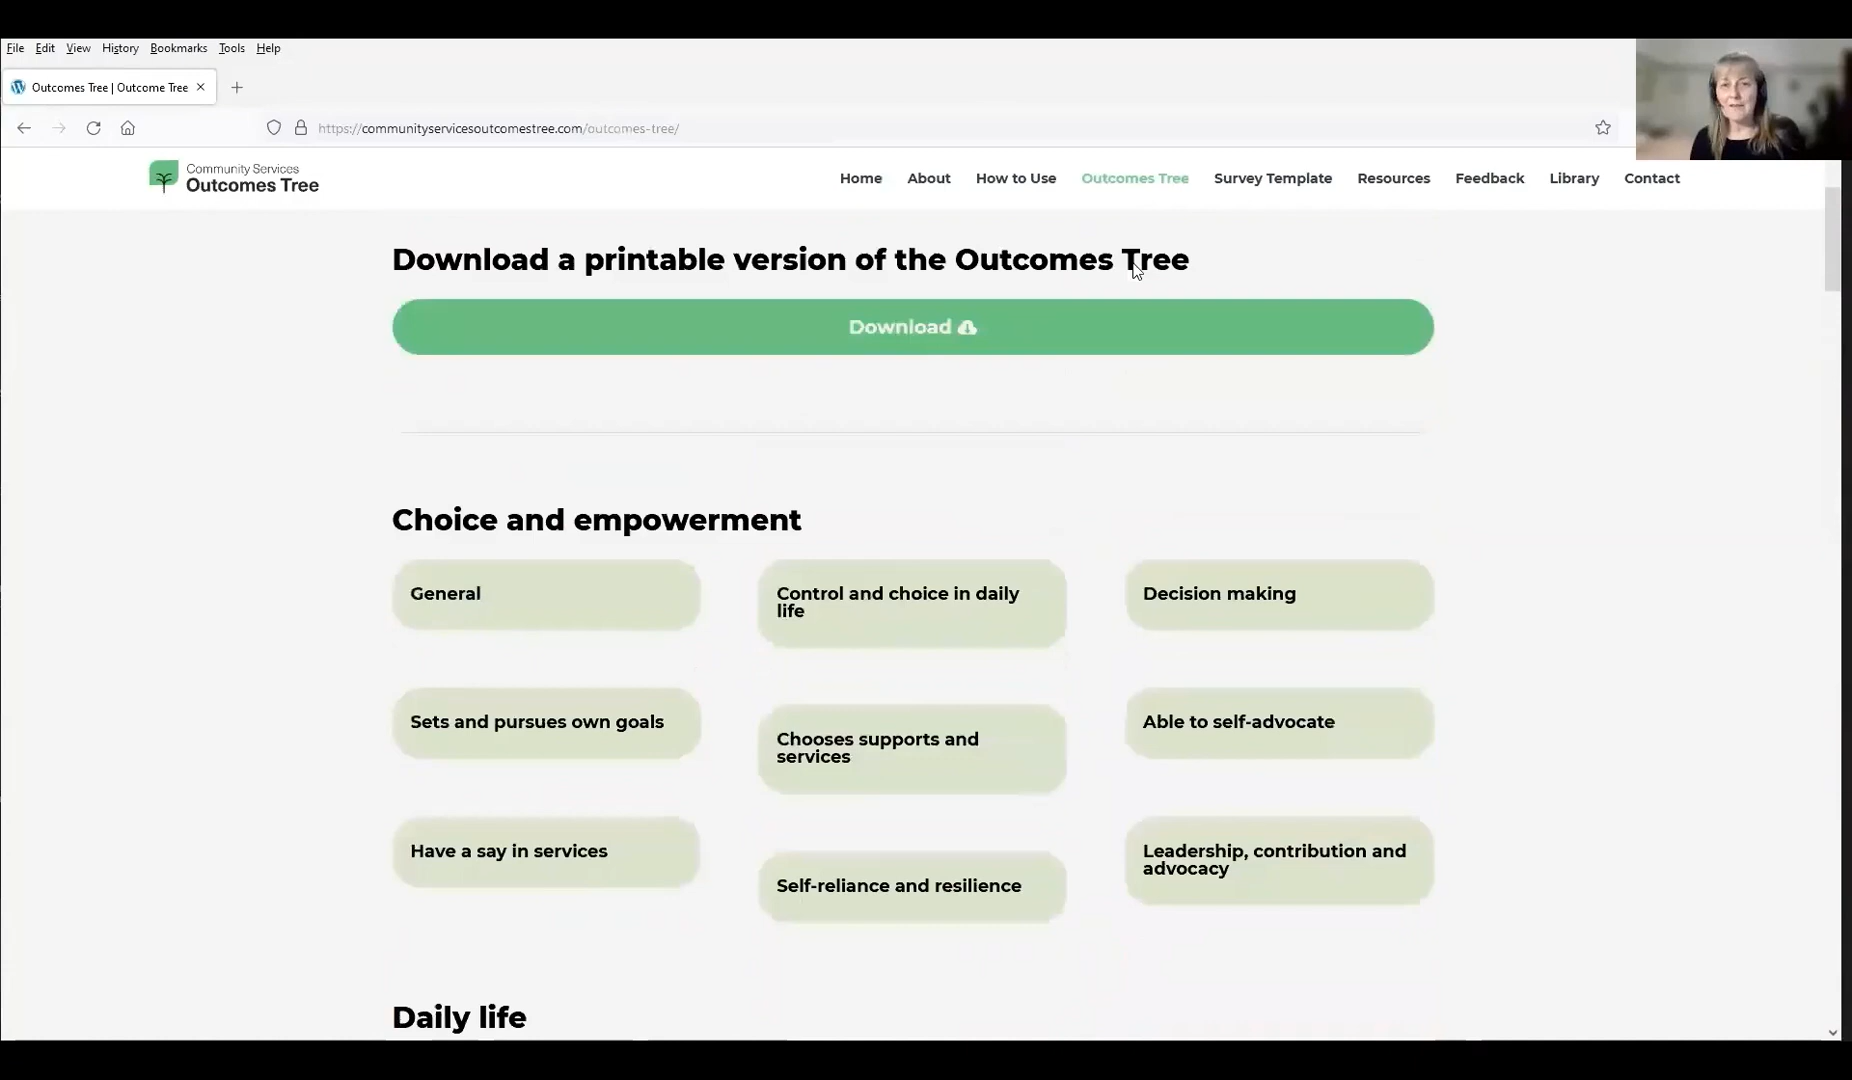 File Edit View History Bookmarks Tools Help
Outcomes Tree | Outcome Tree
https://communityservicesoutcomestree.com/outcomes-tree/
Community Services
Outcomes Tree
Home About How to Use Outcomes Tree Survey Template Resources Feedback Library Contact
Download a printable version of the Outcomes Tree
Download
Choice and empowerment
General
Control and choice in daily
life
Decision making
Sets and pursues own goals
Chooses supports and
services
Able to self-advocate
Have a say in services
Self-reliance and resilience
Leadership, contribution and
advocacy
Daily life